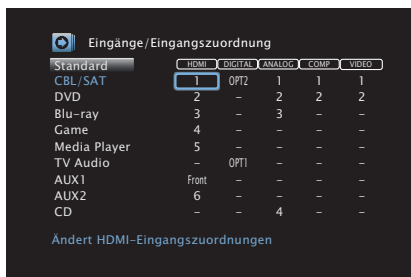 Eingänge/Eingangszuordnung
Standard HDMI DIGITAL ANALOG COMP VIDEO
CBL/SAT 1 OPT2 1 1 1
DVD 2 – 2 2 2
Blu-ray 3 – 3 – –
Game 4 – – – –
Media Player 5 – – – –
TV Audio – OPT1 – – –
AUX1 Front – – – –
AUX2 6 – – – –
CD – – 4 – –
Ändert HDMI-Eingangszuordnungen